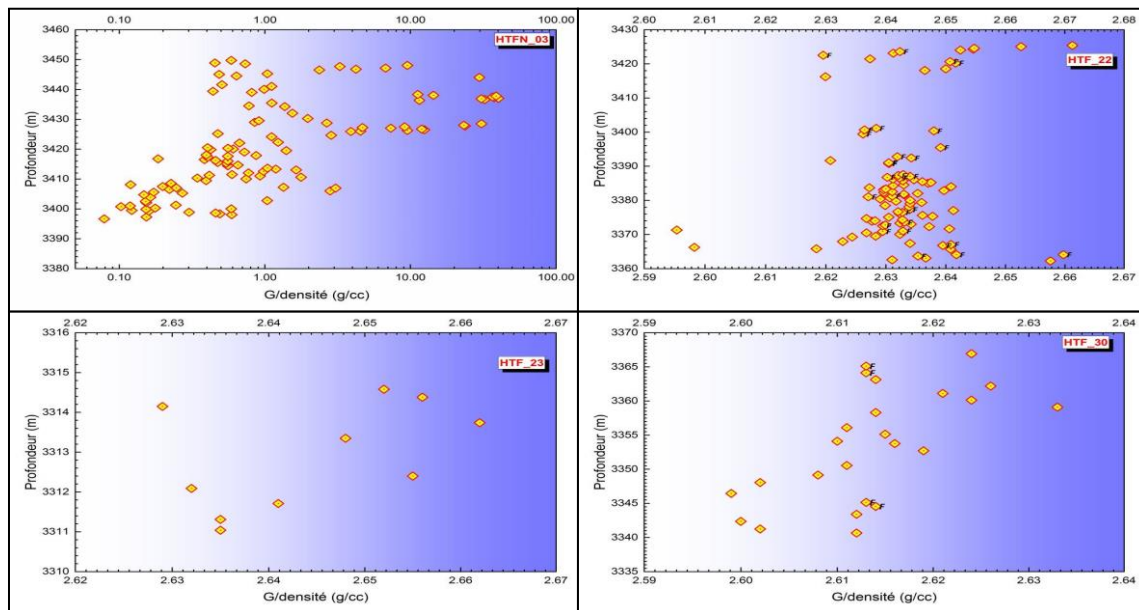 0.10 1.00 10.00 100.00
3460
HTFN_03
3450
3440
3430
3420
3410
3400
3390
3380
Profondeur (m)
0.10 1.00 10.00 100.00
G/densité (g/cc)
2.60 2.61 2.62 2.63 2.64 2.65 2.66 2.67 2.68
3430
HTF_22
3420
3410
3400
3390
3380
3370
3360
Profondeur (m)
2.59 2.60 2.61 2.62 2.63 2.64 2.65 2.66 2.67
G/densité (g/cc)
2.62 2.63 2.64 2.65 2.66 2.67
3316
3315
HTF_23
3314
3313
3312
3311
3310
Profondeur (m)
2.62 2.63 2.64 2.65 2.66 2.67
G/densité (g/cc)
2.59 2.60 2.61 2.62 2.63 2.64
3370
HTF_30
3365
F
F
3360
3355
3350
3345
F
F
3340
3335
Profondeur (m)
2.59 2.60 2.61 2.62 2.63 2.64
G/densité (g/cc)